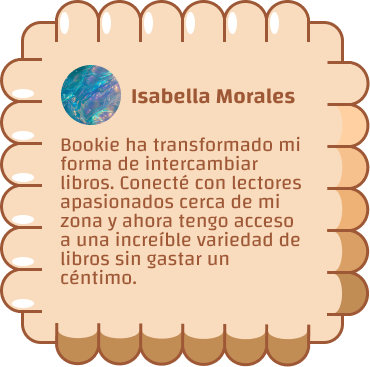 Isabella Morales
Bookie ha transformado mi
forma de intercambiar
libros. Conecté con lectores
apasionados cerca de mi
zona y ahora tengo acceso
a una increíble variedad de
libros sin gastar un
céntimo.